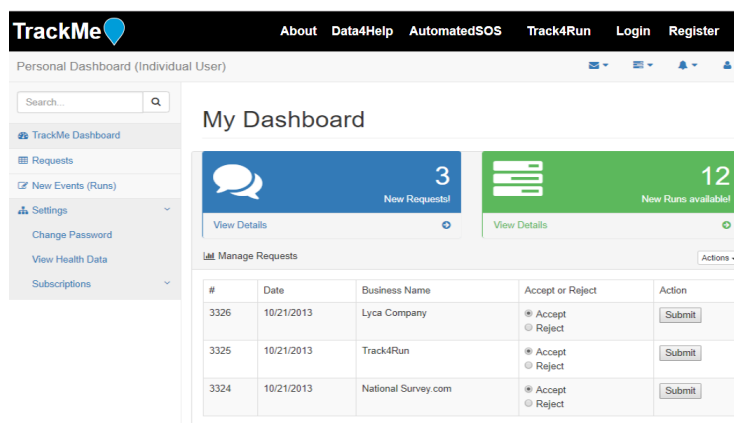 TrackMe
About Data4Help AutomatedSOS Track4Run Login Register
Personal Dashboard (Individual User)
Search...
TrackMe Dashboard
Requests
New Events (Runs)
Settings
Change Password
View Health Data
Subscriptions
My Dashboard
3
New Requests!
View Details
12
New Runs available!
View Details
Manage Requests
Actions
# Date Business Name Accept or Reject Action
3326 10/21/2013 Lyca Company Accept Submit
Reject
3325 10/21/2013 Track4Run Accept Submit
Reject
3324 10/21/2013 National Survey.com Accept Submit
Reject